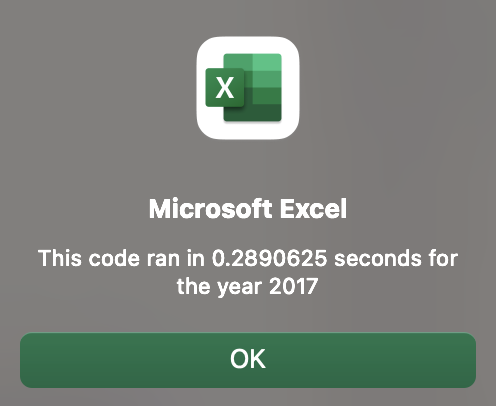 X
Microsoft Excel
This code ran in 0.2890625 seconds for
the year 2017
OK